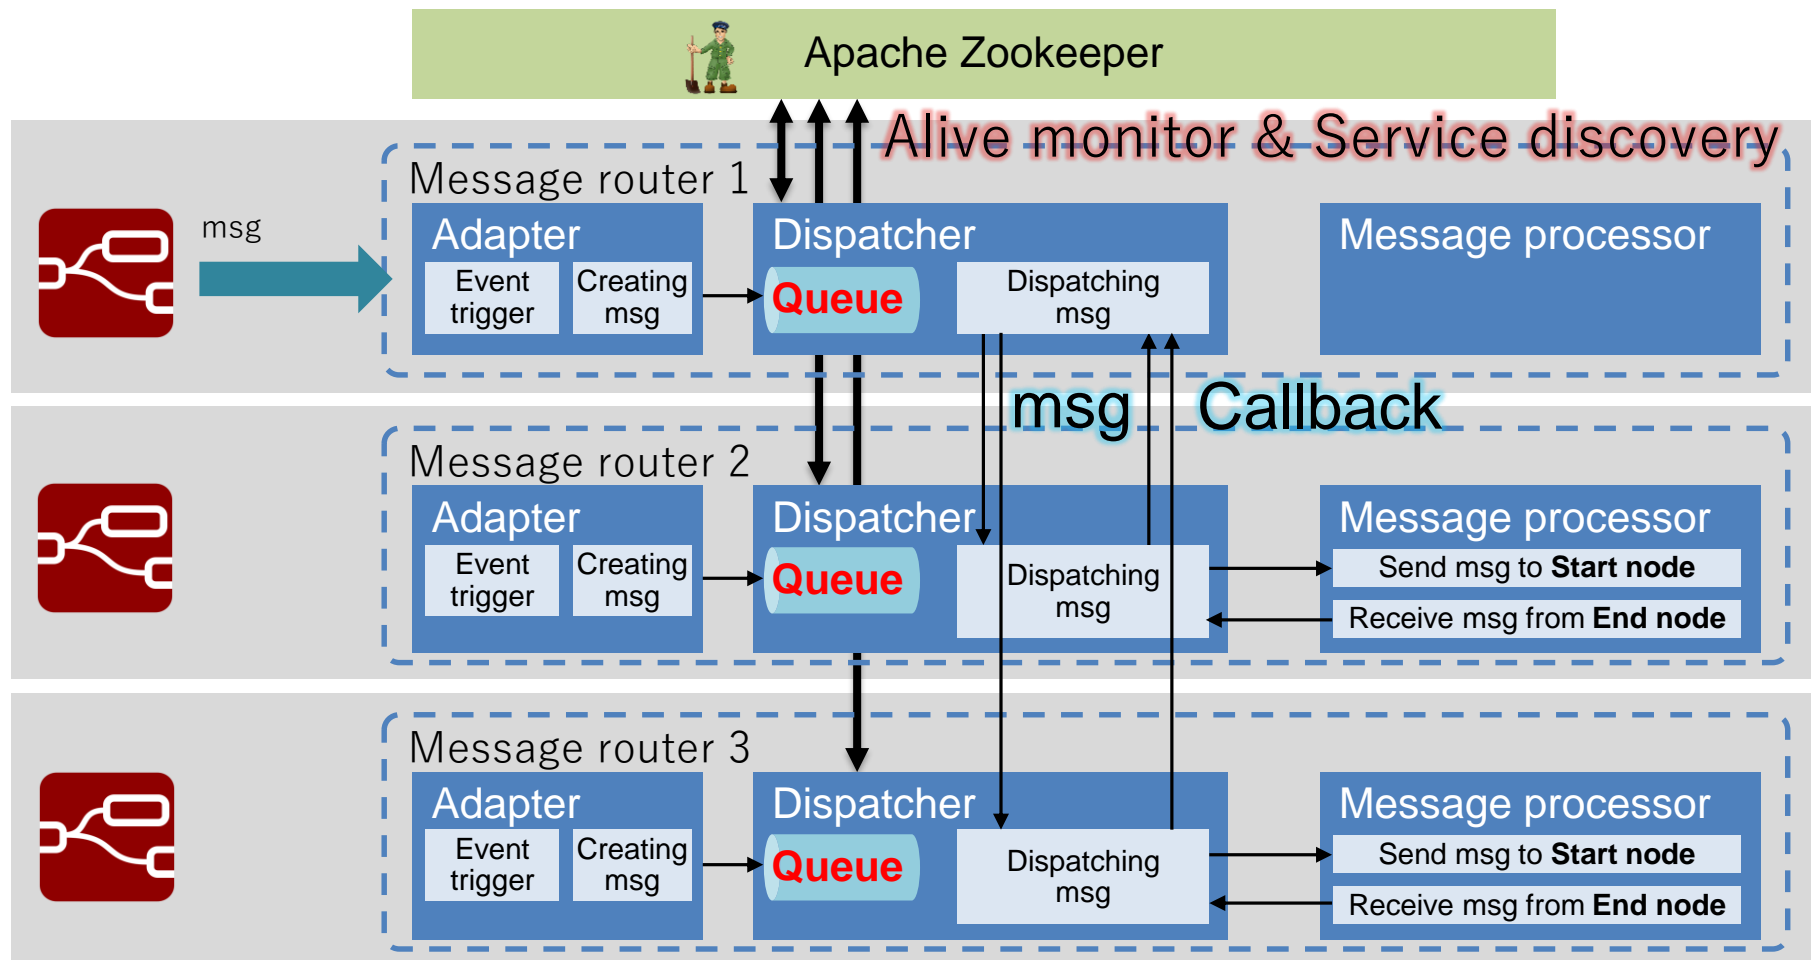 Apache Zookeeper
Alive monitor & Service discovery
Message router 1
msg
Adapter
Event
trigger
Creating
msg
Dispatcher
Queue
Dispatching
msg
Message processor
msg
Callback
Message router 2
Adapter
Event
trigger
Creating
msg
Dispatcher
Queue
Dispatching
msg
Message processor
Send msg to Start node
Receive msg from End node
Message router 3
Adapter
Event
trigger
Creating
msg
Dispatcher
Queue
Dispatching
msg
Message processor
Send msg to Start node
Receive msg from End node